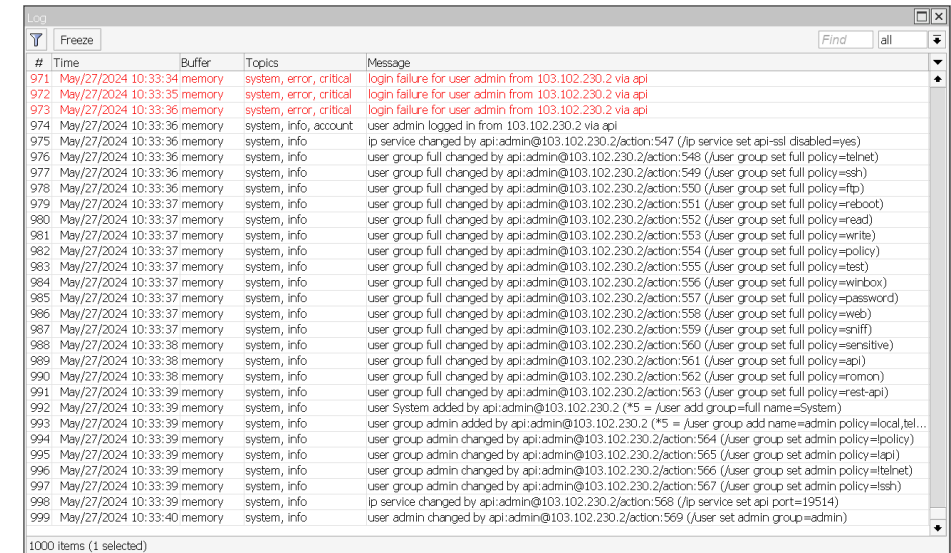 Log
Freeze
Find
all
# Time Buffer Topics Message
971 May/27/2024 10:33:34 memory system, error, critical login failure for user admin from 103.102.230.2 via api
972 May/27/2024 10:33:35 memory system, error, critical login failure for user admin from 103.102.230.2 via api
973 May/27/2024 10:33:36 memory system, error, critical login failure for user admin from 103.102.230.2 via api
974 May/27/2024 10:33:36 memory system, info, account user admin logged in from 103.102.230.2 via api
975 May/27/2024 10:33:36 memory system, info ip service changed by api:admin@103.102.230.2/action:547 (/ip service set api-ssl disabled=yes)
976 May/27/2024 10:33:36 memory system, info user group full changed by api:admin@103.102.230.2/action:548 (/user group set full policy=telnet)
977 May/27/2024 10:33:36 memory system, info user group full changed by api:admin@103.102.230.2/action:549 (/user group set full policy=ssh)
978 May/27/2024 10:33:36 memory system, info user group full changed by api:admin@103.102.230.2/action:550 (/user group set full policy=ftp)
979 May/27/2024 10:33:37 memory system, info user group full changed by api:admin@103.102.230.2/action:551 (/user group set full policy=reboot)
980 May/27/2024 10:33:37 memory system, info user group full changed by api:admin@103.102.230.2/action:552 (/user group set full policy=read)
981 May/27/2024 10:33:37 memory system, info user group full changed by api:admin@103.102.230.2/action:553 (/user group set full policy=write)
982 May/27/2024 10:33:37 memory system, info user group full changed by api:admin@103.102.230.2/action:554 (/user group set full policy=policy)
983 May/27/2024 10:33:37 memory system, info user group full changed by api:admin@103.102.230.2/action:555 (/user group set full policy=test)
984 May/27/2024 10:33:37 memory system, info user group full changed by api:admin@103.102.230.2/action:556 (/user group set full policy=winbox)
985 May/27/2024 10:33:37 memory system, info user group full changed by api:admin@103.102.230.2/action:557 (/user group set full policy=password)
986 May/27/2024 10:33:37 memory system, info user group full changed by api:admin@103.102.230.2/action:558 (/user group set full policy=web)
987 May/27/2024 10:33:37 memory system, info user group full changed by api:admin@103.102.230.2/action:559 (/user group set full policy=sniff)
988 May/27/2024 10:33:38 memory system, info user group full changed by api:admin@103.102.230.2/action:560 (/user group set full policy=sensitive)
989 May/27/2024 10:33:38 memory system, info user group full changed by api:admin@103.102.230.2/action:561 (/user group set full policy=api)
990 May/27/2024 10:33:38 memory system, info user group full changed by api:admin@103.102.230.2/action:562 (/user group set full policy=romon)
991 May/27/2024 10:33:39 memory system, info user group full changed by api:admin@103.102.230.2/action:563 (/user group set full policy=rest-api)
992 May/27/2024 10:33:39 memory system, info user System added by api:admin@103.102.230.2 (*5 = /user add group=full name=System)
993 May/27/2024 10:33:39 memory system, info user group admin added by api:admin@103.102.230.2 (*5 = /user group add name=admin policy=local,tel...
994 May/27/2024 10:33:39 memory system, info user group admin changed by api:admin@103.102.230.2/action:564 (/user group set admin policy=!policy)
995 May/27/2024 10:33:39 memory system, info user group admin changed by api:admin@103.102.230.2/action:565 (/user group set admin policy=!api)
996 May/27/2024 10:33:39 memory system, info user group admin changed by api:admin@103.102.230.2/action:566 (/user group set admin policy=!telnet)
997 May/27/2024 10:33:39 memory system, info user group admin changed by api:admin@103.102.230.2/action:567 (/user group set admin policy=!ssh)
998 May/27/2024 10:33:39 memory system, info ip service changed by api:admin@103.102.230.2/action:568 (/ip service set api port=19514)
999 May/27/2024 10:33:40 memory system, info user admin changed by api:admin@103.102.230.2/action:569 (/user set admin group=admin)
1000 items (1 selected)